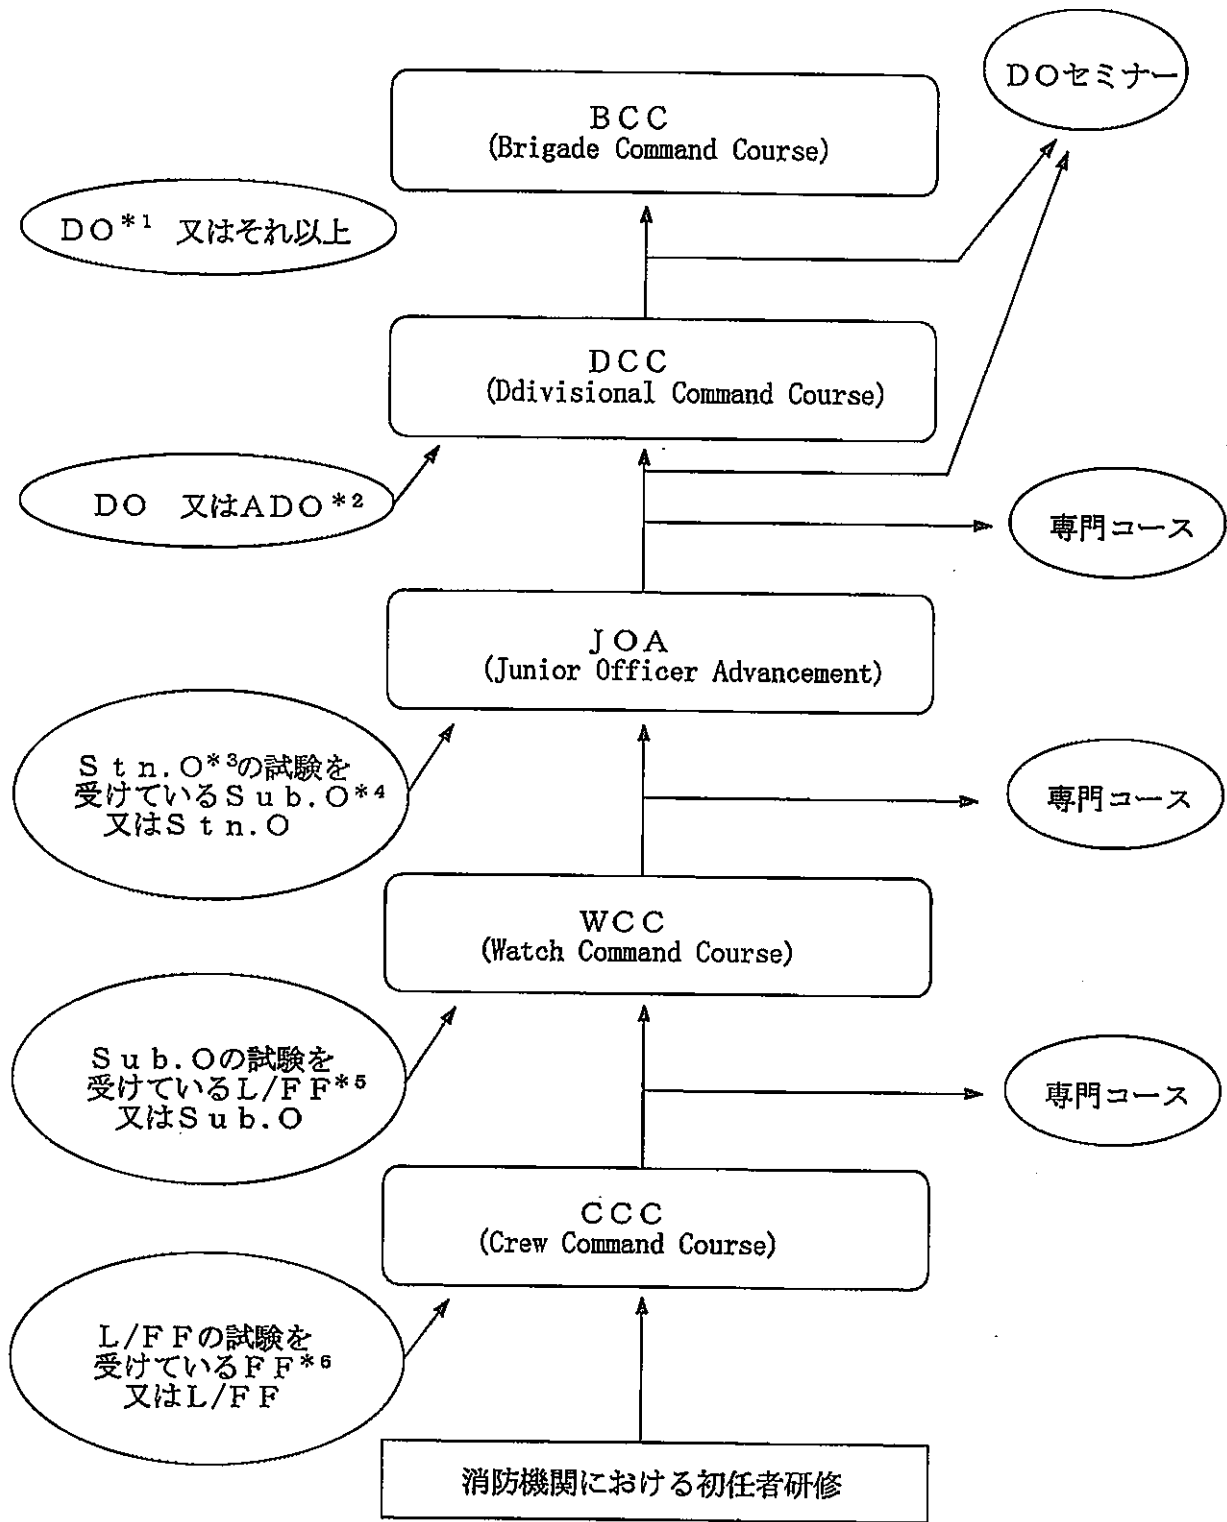 DOセミナー
BCC
(Brigade Command Course)
DO*1 又はそれ以上
DCC
(Ddivisional Command Course)
DO 又はADO*2
専門コース
JOA
(Junior Officer Advancement)
Stn.O*3の試験を
受けているSub.O*4
又はStn.O
専門コース
WCC
(Watch Command Course)
Sub.Oの試験を
受けているL/FF*5
又はSub.O
専門コース
CCC
(Crew Command Course)
L/FFの試験を
受けているFF*6
又はL/FF
消防機関における初任者研修